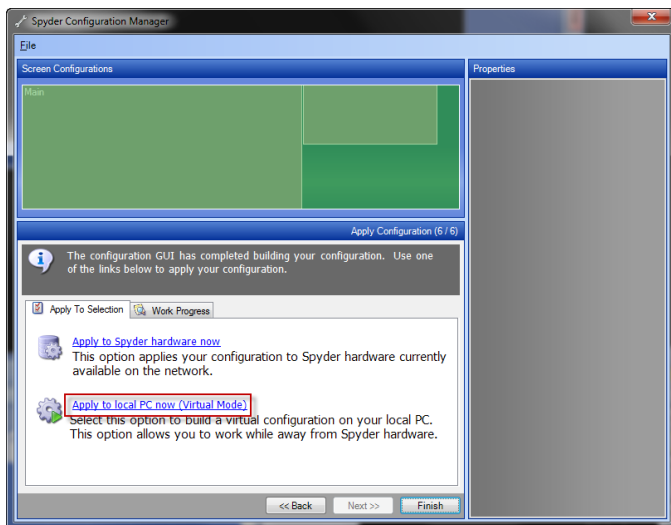 Spyder Configuration Manager
File
Screen Configurations
Properties
Main
Apply Configuration (6 / 6)
The configuration GUI has completed building your configuration. Use one
of the links below to apply your configuration.
Apply To Selection
Work Progress
Apply to Spyder hardware now
This option applies your configuration to Spyder hardware currently
available on the network.
Apply to local PC now (Virtual Mode)
Select this option to build a virtual configuration on your local PC.
This option allows you to work while away from Spyder hardware.
<< Back
Next >>
Finish